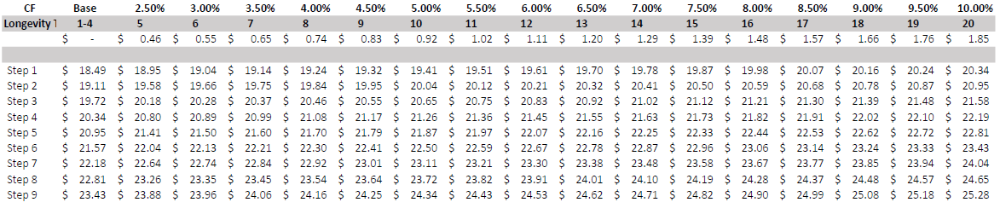 CF Base 2.50% 3.00% 3.50% 4.00% 4.50% 5.00% 5.50% 6.00% 6.50% 7.00% 7.50% 8.00% 8.50% 9.00% 9.50% 10.00%
Longevity 1-4 5 6 7 8 9 10 11 12 13 14 15 16 17 18 19 20
$ - $ 0.46 $ 0.55 $ 0.65 $ 0.74 $ 0.83 $ 0.92 $ 1.02 $ 1.11 $ 1.20 $ 1.29 $ 1.39 $ 1.48 $ 1.57 $ 1.66 $ 1.76 $ 1.85
Step 1 $ 18.49 $ 18.95 $ 19.04 $ 19.14 $ 19.24 $ 19.32 $ 19.41 $ 19.51 $ 19.61 $ 19.70 $ 19.78 $ 19.87 $ 19.98 $ 20.07 $ 20.16 $ 20.24 $ 20.34
Step 2 $ 19.11 $ 19.58 $ 19.66 $ 19.75 $ 19.84 $ 19.95 $ 20.04 $ 20.12 $ 20.21 $ 20.32 $ 20.41 $ 20.50 $ 20.59 $ 20.68 $ 20.78 $ 20.87 $ 20.95
Step 3 $ 19.72 $ 20.18 $ 20.28 $ 20.37 $ 20.46 $ 20.55 $ 20.65 $ 20.75 $ 20.83 $ 20.92 $ 21.02 $ 21.12 $ 21.21 $ 21.30 $ 21.39 $ 21.48 $ 21.58
Step 4 $ 20.34 $ 20.80 $ 20.89 $ 20.99 $ 21.08 $ 21.17 $ 21.26 $ 21.36 $ 21.45 $ 21.55 $ 21.63 $ 21.73 $ 21.82 $ 21.91 $ 22.02 $ 22.10 $ 22.19
Step 5 $ 20.95 $ 21.41 $ 21.50 $ 21.60 $ 21.70 $ 21.79 $ 21.87 $ 21.97 $ 22.07 $ 22.16 $ 22.25 $ 22.33 $ 22.44 $ 22.53 $ 22.62 $ 22.72 $ 22.81
Step 6 $ 21.57 $ 22.04 $ 22.13 $ 22.21 $ 22.30 $ 22.41 $ 22.50 $ 22.59 $ 22.67 $ 22.78 $ 22.87 $ 22.96 $ 23.06 $ 23.14 $ 23.24 $ 23.33 $ 23.43
Step 7 $ 22.18 $ 22.64 $ 22.74 $ 22.84 $ 22.92 $ 23.01 $ 23.11 $ 23.21 $ 23.30 $ 23.38 $ 23.48 $ 23.58 $ 23.67 $ 23.77 $ 23.85 $ 23.94 $ 24.04
Step 8 $ 22.81 $ 23.26 $ 23.35 $ 23.45 $ 23.54 $ 23.64 $ 23.72 $ 23.82 $ 23.91 $ 24.01 $ 24.10 $ 24.19 $ 24.28 $ 24.37 $ 24.48 $ 24.57 $ 24.65
Step 9 $ 23.43 $ 23.88 $ 23.96 $ 24.06 $ 24.16 $ 24.25 $ 24.34 $ 24.43 $ 24.53 $ 24.62 $ 24.71 $ 24.82 $ 24.90 $ 24.99 $ 25.08 $ 25.18 $ 25.28